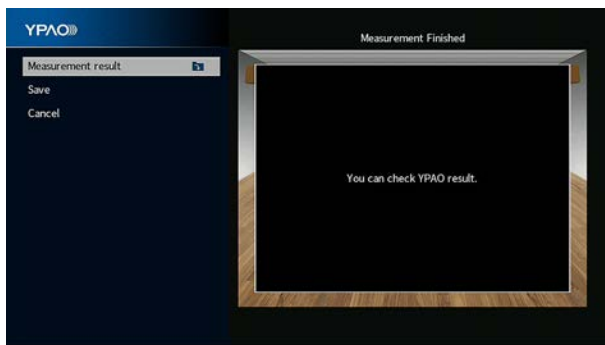 YPAO
Measurement Finished
Measurement result
Save
Cancel
You can check YPAO result.